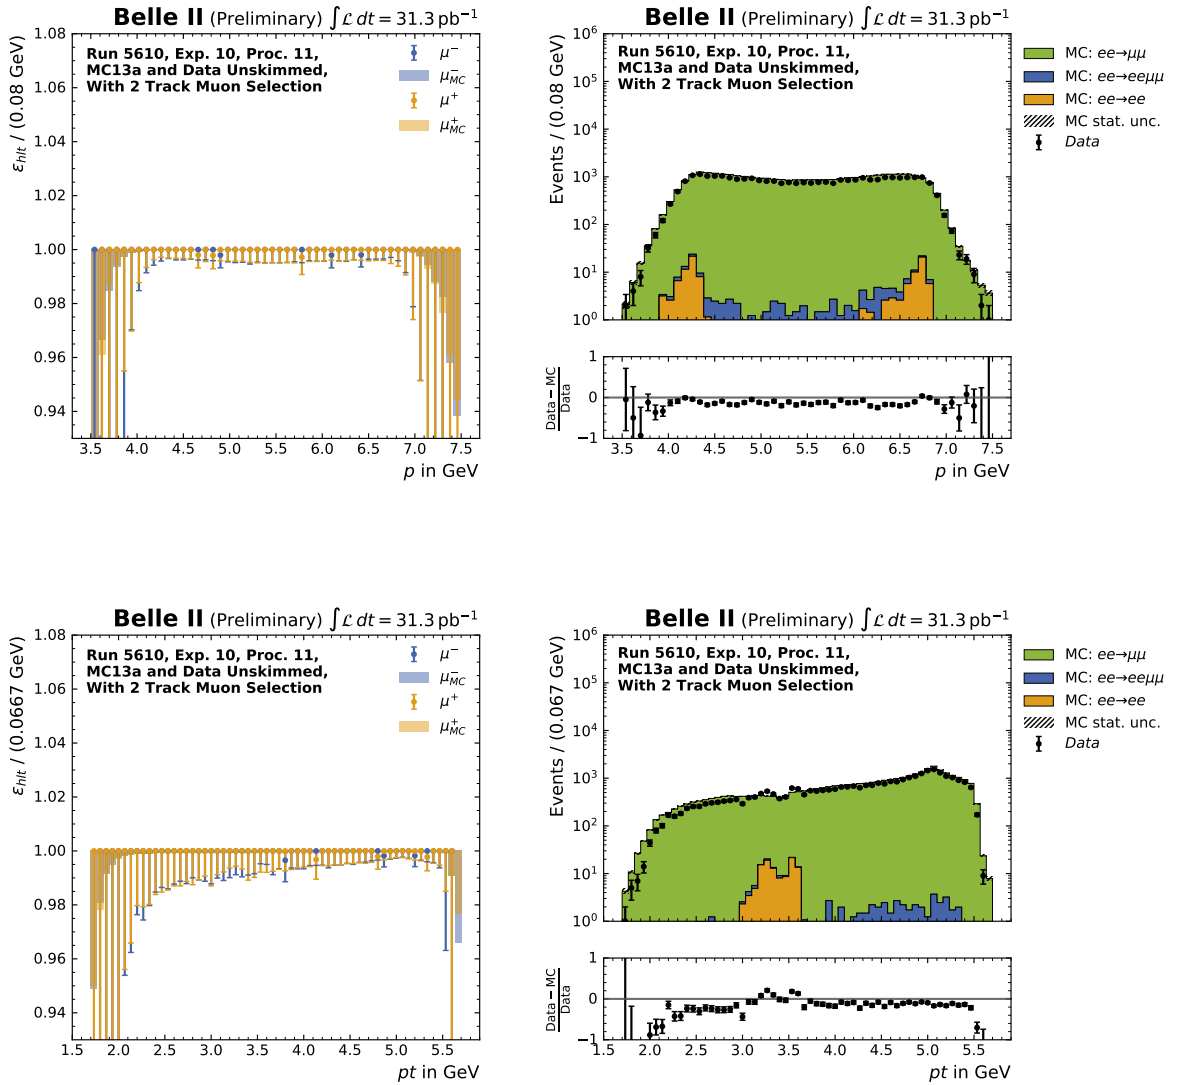 Belle II (Preliminary) ∫ℒ dt = 31.3 pb⁻¹
Run 5610, Exp. 10, Proc. 11,
MC13a and Data Unskimmed,
With 2 Track Muon Selection
μ⁻
μ⁻MC
μ⁺
μ⁺MC
εhlt / (0.08 GeV)
1.08
1.06
1.04
1.02
1.00
0.98
0.96
0.94
3.5 4.0 4.5 5.0 5.5 6.0 6.5 7.0 7.5
p in GeV
Belle II (Preliminary) ∫ℒ dt = 31.3 pb⁻¹
Run 5610, Exp. 10, Proc. 11,
MC13a and Data Unskimmed,
With 2 Track Muon Selection
MC: ee→μμ
MC: ee→eeμμ
MC: ee→ee
MC stat. unc.
Data
Events / (0.08 GeV)
10⁶
10⁵
10⁴
10³
10²
10¹
10⁰
Data − MC
Data
1
0
−1
3.5 4.0 4.5 5.0 5.5 6.0 6.5 7.0 7.5
p in GeV
Belle II (Preliminary) ∫ℒ dt = 31.3 pb⁻¹
Run 5610, Exp. 10, Proc. 11,
MC13a and Data Unskimmed,
With 2 Track Muon Selection
μ⁻
μ⁻MC
μ⁺
μ⁺MC
εhlt / (0.0667 GeV)
1.08
1.06
1.04
1.02
1.00
0.98
0.96
0.94
1.5 2.0 2.5 3.0 3.5 4.0 4.5 5.0 5.5
pt in GeV
Belle II (Preliminary) ∫ℒ dt = 31.3 pb⁻¹
Run 5610, Exp. 10, Proc. 11,
MC13a and Data Unskimmed,
With 2 Track Muon Selection
MC: ee→μμ
MC: ee→eeμμ
MC: ee→ee
MC stat. unc.
Data
Events / (0.067 GeV)
10⁶
10⁵
10⁴
10³
10²
10¹
10⁰
Data − MC
Data
1
0
−1
1.5 2.0 2.5 3.0 3.5 4.0 4.5 5.0 5.5
pt in GeV